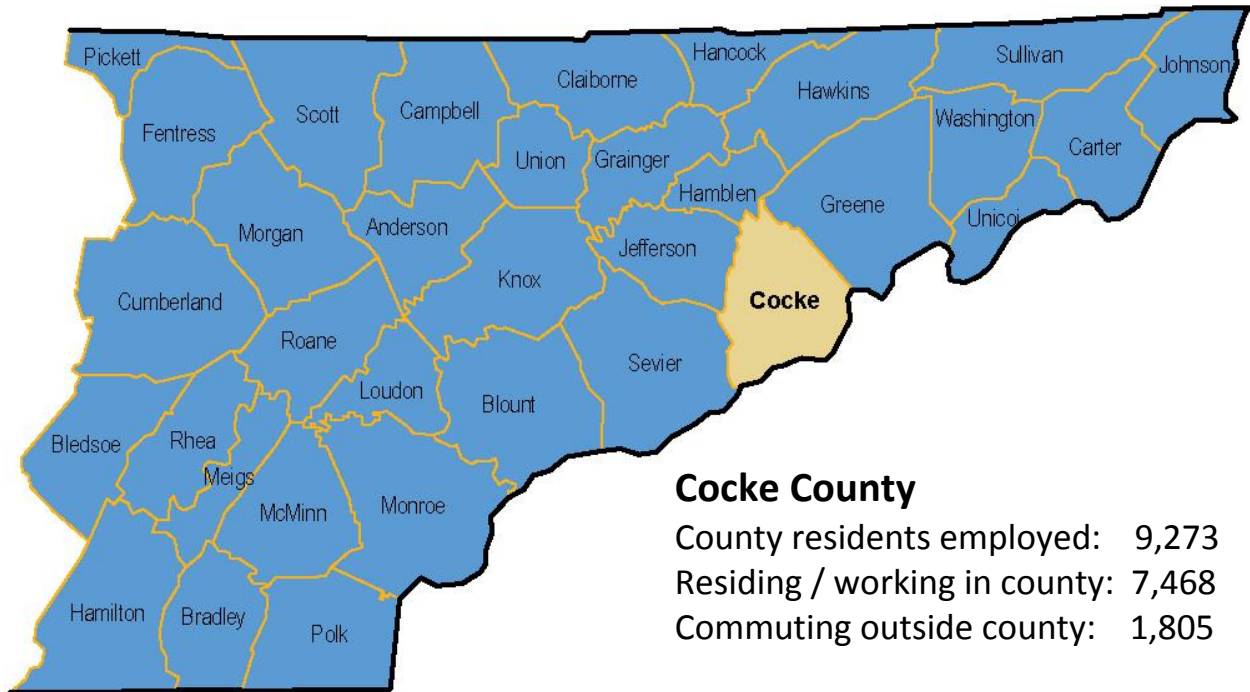 Pickett
Hancock
Sullivan
Johnson
Claiborne
Hawkins
Scott
Campbell
Washington
Fentress
Carter
Union
Grainger
Hamblen
Greene
Unicoi
Anderson
Morgan
Jefferson
Knox
Cocke
Cumberland
Roane
Sevier
Loudon
Blount
Bledsoe
Rhea
Meigs
McMinn
Monroe
Hamilton
Bradley
Polk
Cocke County
County residents employed: 9,273
Residing / working in county: 7,468
Commuting outside county: 1,805